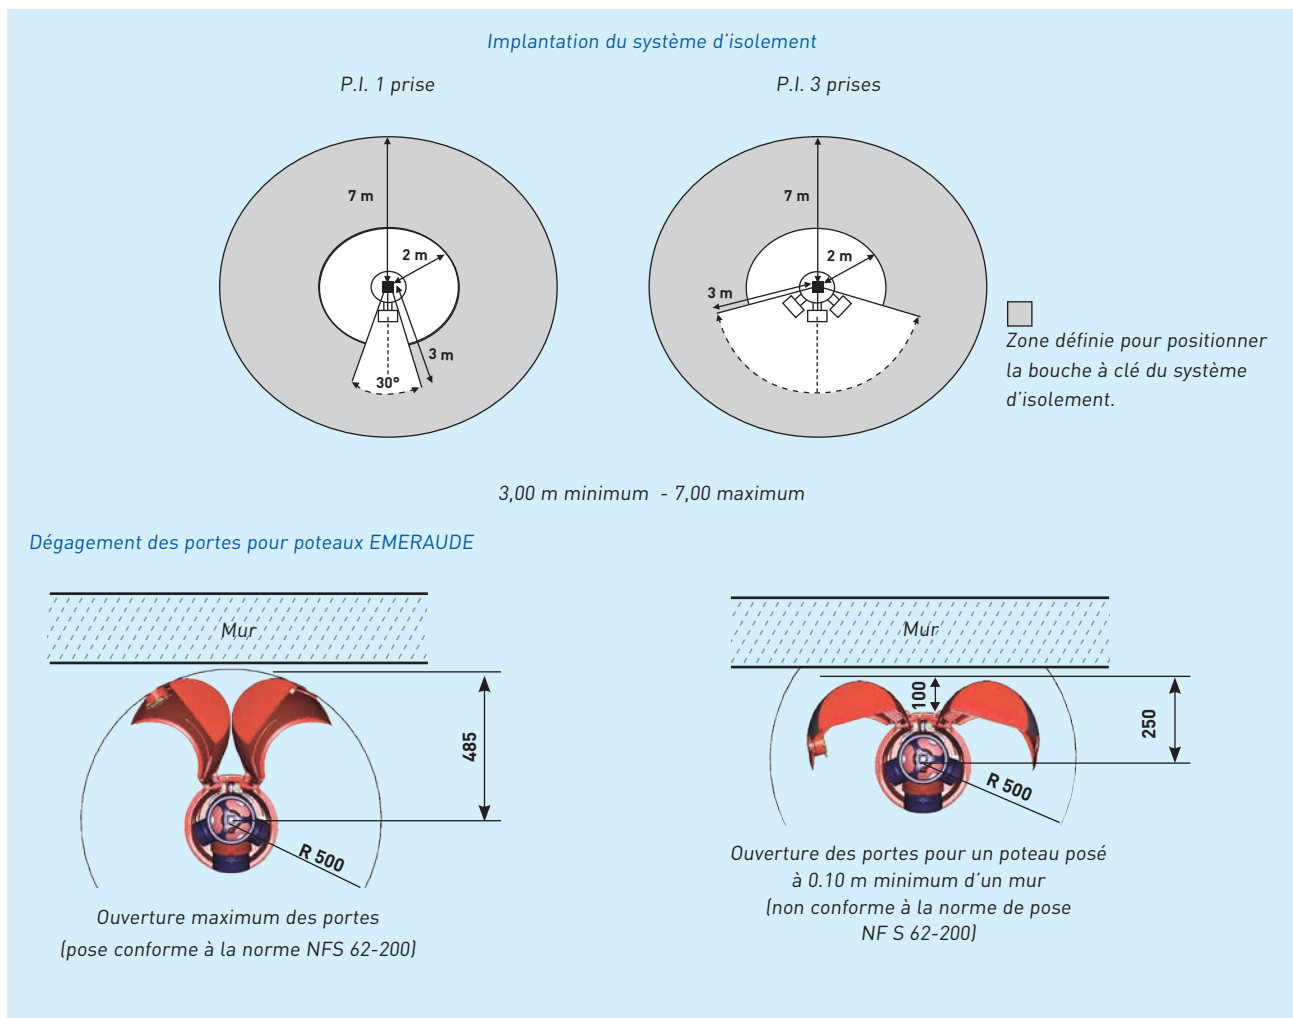 Implantation du système d'isolement
P.I. 1 prise
P.I. 3 prises
7 m
2 m
3 m
30°
7 m
2 m
3 m
Zone définie pour positionner
la bouche à clé du système
d'isolement.
3,00 m minimum - 7,00 maximum
Dégagement des portes pour poteaux EMERAUDE
Mur
485
R 500
Ouverture maximum des portes
(pose conforme à la norme NFS 62-200)
Mur
100
250
R 500
Ouverture des portes pour un poteau posé
à 0.10 m minimum d'un mur
(non conforme à la norme de pose
NF S 62-200)